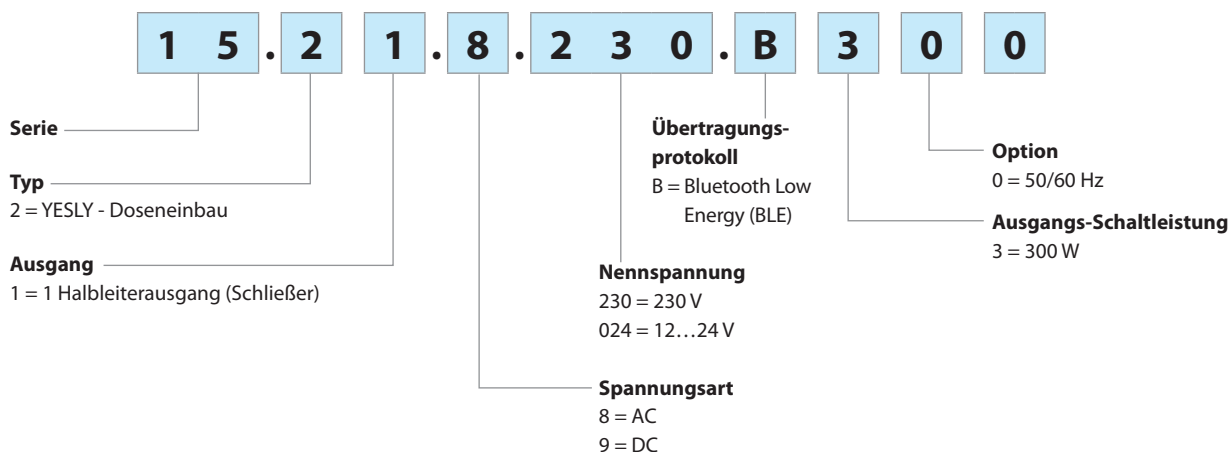 1 5 . 2 1 . 8 . 2 3 0 . B 3 0 0
Serie
Typ
2 = YESLY - Doseneinbau
Ausgang
1 = 1 Halbleiterausgang (Schließer)
Übertragungs-
protokoll
B = Bluetooth Low
Energy (BLE)
Nennspannung
230 = 230 V
024 = 12…24 V
Spannungsart
8 = AC
9 = DC
Option
0 = 50/60 Hz
Ausgangs-Schaltleistung
3 = 300 W